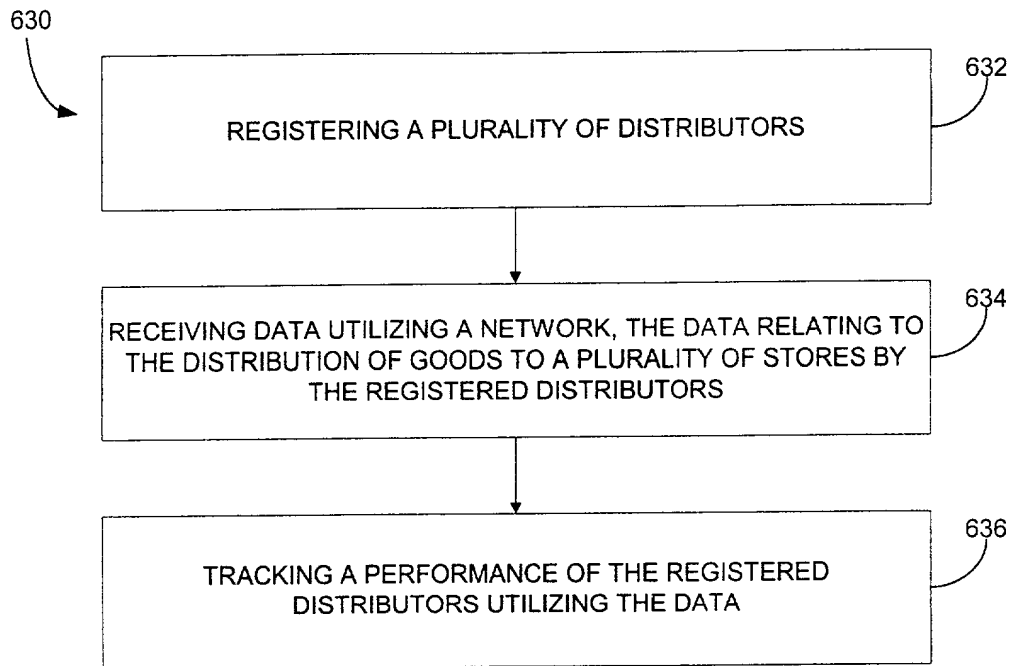 630
632
REGISTERING A PLURALITY OF DISTRIBUTORS
634
RECEIVING DATA UTILIZING A NETWORK, THE DATA RELATING TO
THE DISTRIBUTION OF GOODS TO A PLURALITY OF STORES BY
THE REGISTERED DISTRIBUTORS
636
TRACKING A PERFORMANCE OF THE REGISTERED
DISTRIBUTORS UTILIZING THE DATA